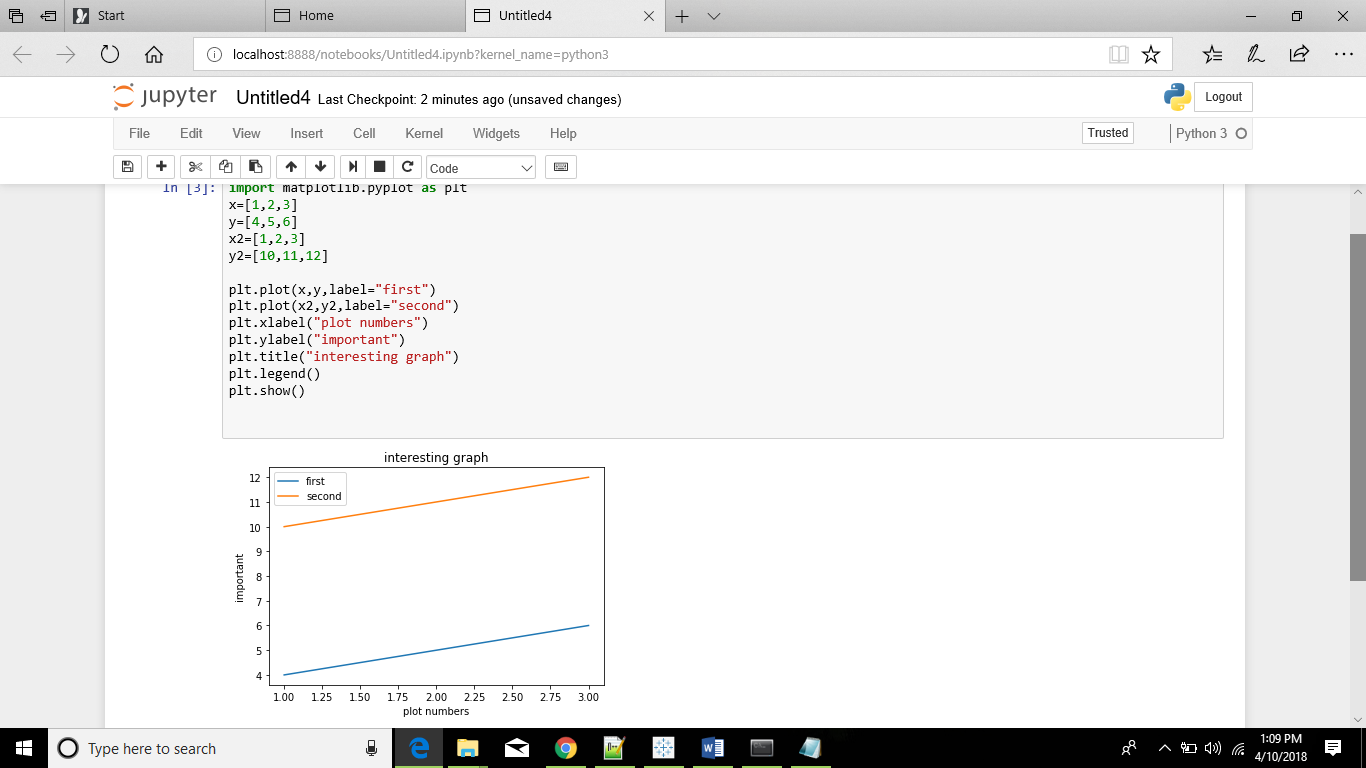 Start
Home
Untitled4
localhost:8888/notebooks/Untitled4.ipynb?kernel_name=python3
jupyter Untitled4 Last Checkpoint: 2 minutes ago (unsaved changes)
Logout
File Edit View Insert Cell Kernel Widgets Help
Trusted
Python 3
Code
In [3]: import matplotlib.pyplot as plt
x=[1,2,3]
y=[4,5,6]
x2=[1,2,3]
y2=[10,11,12]
plt.plot(x,y,label="first")
plt.plot(x2,y2,label="second")
plt.xlabel("plot numbers")
plt.ylabel("important")
plt.title("interesting graph")
plt.legend()
plt.show()
interesting graph
first
second
important
12
11
10
9
8
7
6
5
4
1.00 1.25 1.50 1.75 2.00 2.25 2.50 2.75 3.00
plot numbers
Type here to search
1:09 PM
4/10/2018